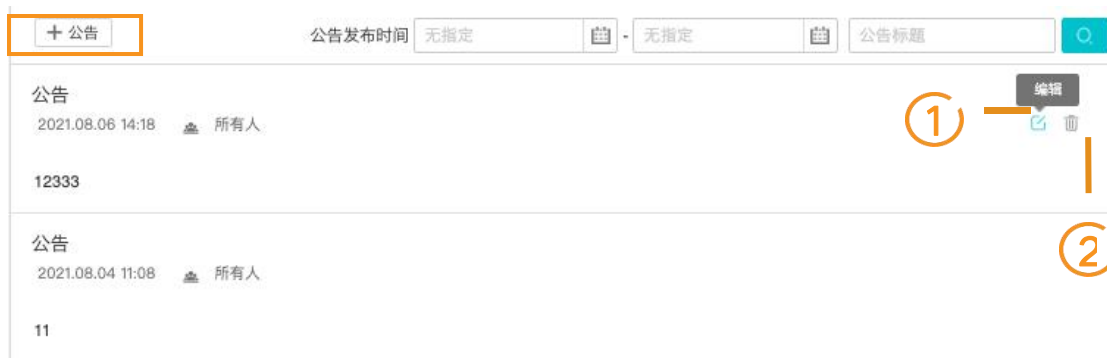 + 公告 公告发布时间 无指定 - 无指定 公告标题
公告
编辑
2021.08.06 14:18 所有人
①
12333
公告
②
2021.08.04 11:08 所有人
11